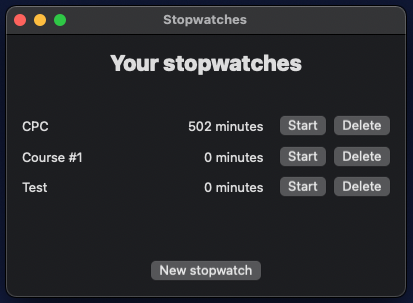 Stopwatches
Your stopwatches
CPC 502 minutes Start Delete
Course #1 0 minutes Start Delete
Test 0 minutes Start Delete
New stopwatch